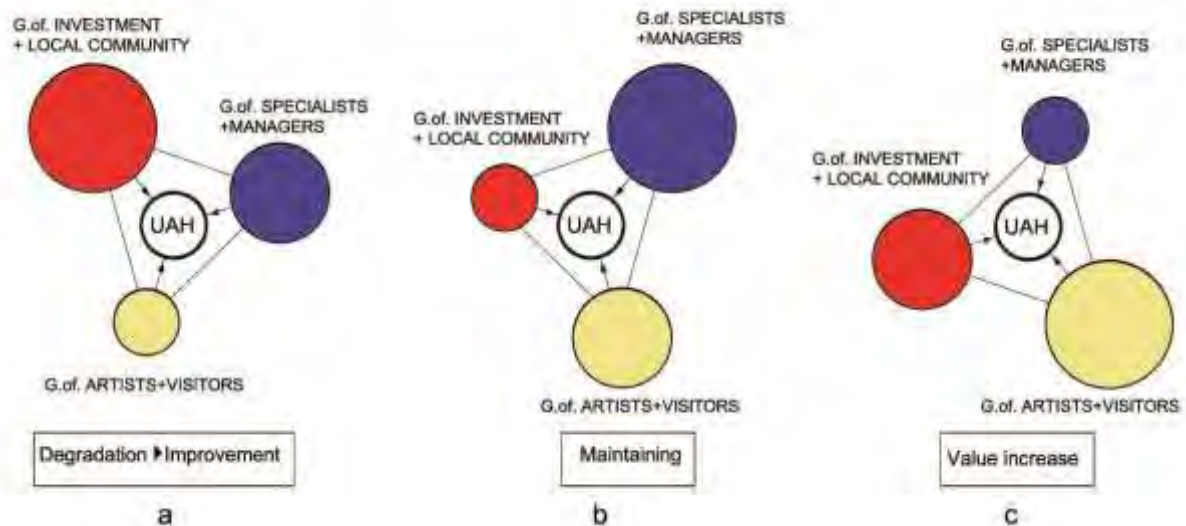 G.of. INVESTMENT
+ LOCAL COMMUNITY
G.of. SPECIALISTS
+MANAGERS
UAH
G.of. ARTISTS+VISITORS
Degradation ▶Improvement
a
G.of. SPECIALISTS
+MANAGERS
G.of. INVESTMENT
+ LOCAL COMMUNITY
UAH
G.of. ARTISTS+VISITORS
Maintaining
b
G.of. SPECIALISTS
+MANAGERS
G.of. INVESTMENT
+ LOCAL COMMUNITY
UAH
G.of. ARTISTS+VISITORS
Value increase
c